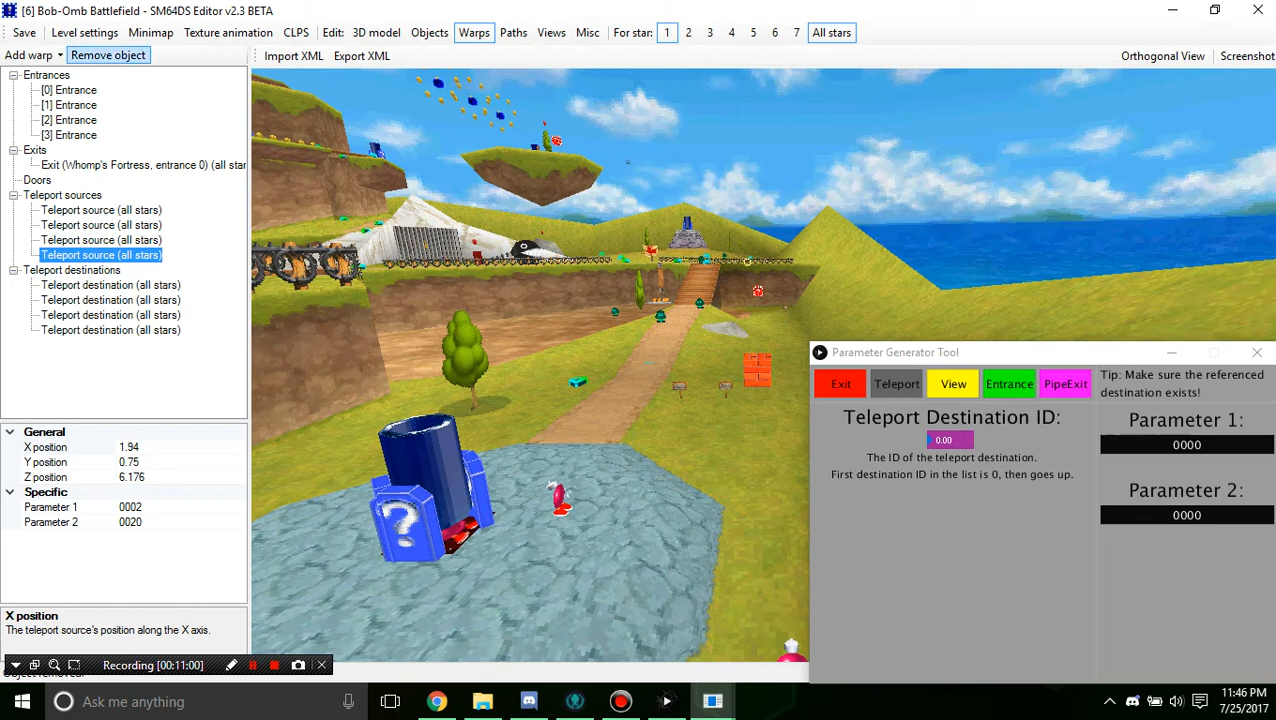 [6] Bob-Omb Battlefield - SM64DS Editor v2.3 BETA
Save Level settings Minimap Texture animation CLPS Edit: 3D model Objects Warps Paths Views Misc For star: 1 2 3 4 5 6 7 All stars
Add warp Remove object Import XML Export XML Orthogonal View Screenshot
Entrances
[0] Entrance
[1] Entrance
[2] Entrance
[3] Entrance
Exits
Exit (Whomp's Fortress, entrance 0) (all star
Doors
Teleport sources
Teleport source (all stars)
Teleport source (all stars)
Teleport source (all stars)
Teleport source (all stars)
Teleport destinations
Teleport destination (all stars)
Teleport destination (all stars)
Teleport destination (all stars)
Teleport destination (all stars)
General
X position 1.94
Y position 0.75
Z position 6.176
Specific
Parameter 1 0002
Parameter 2 0020
X position
The teleport source's position along the X axis.
Recording [00:11:00]
Object removed.
?
Parameter Generator Tool
Exit Teleport View Entrance PipeExit
Tip: Make sure the referenced
destination exists!
Teleport Destination ID:
0.00
The ID of the teleport destination.
First destination ID in the list is 0, then goes up.
Parameter 1:
0000
Parameter 2:
0000
Ask me anything
11:46 PM
7/25/2017